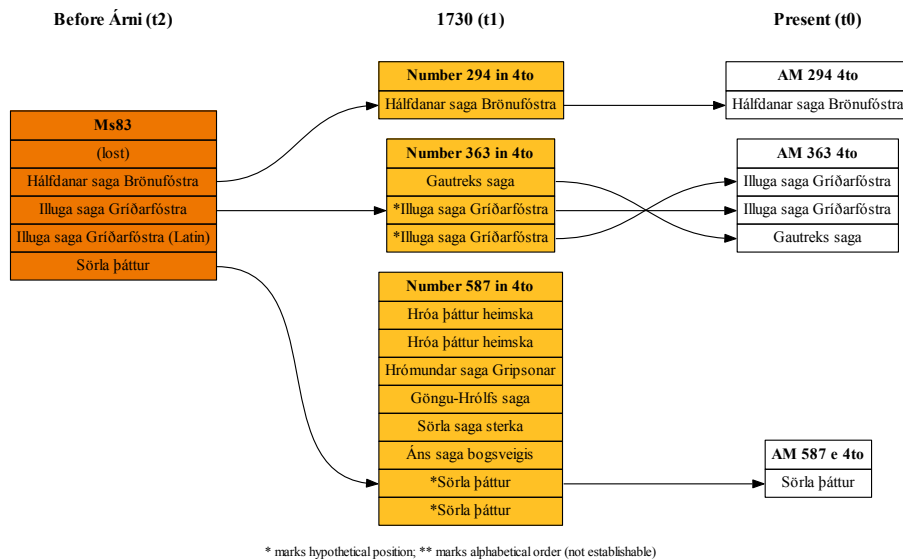 Before Árni (t2)
1730 (t1)
Present (t0)
Ms83
(lost)
Hálfdanar saga Brönufóstra
Illuga saga Gríðarfóstra
Illuga saga Gríðarfóstra (Latin)
Sörla þáttur
Number 294 in 4to
Hálfdanar saga Brönufóstra
Number 363 in 4to
Gautreks saga
*Illuga saga Gríðarfóstra
*Illuga saga Gríðarfóstra
Number 587 in 4to
Hróa þáttur heimska
Hróa þáttur heimska
Hrómundar saga Gripsonar
Göngu-Hrólfs saga
Sörla saga sterka
Áns saga bogsveigis
*Sörla þáttur
*Sörla þáttur
AM 294 4to
Hálfdanar saga Brönufóstra
AM 363 4to
Illuga saga Gríðarfóstra
Illuga saga Gríðarfóstra
Gautreks saga
AM 587 e 4to
Sörla þáttur
* marks hypothetical position; ** marks alphabetical order (not establishable)